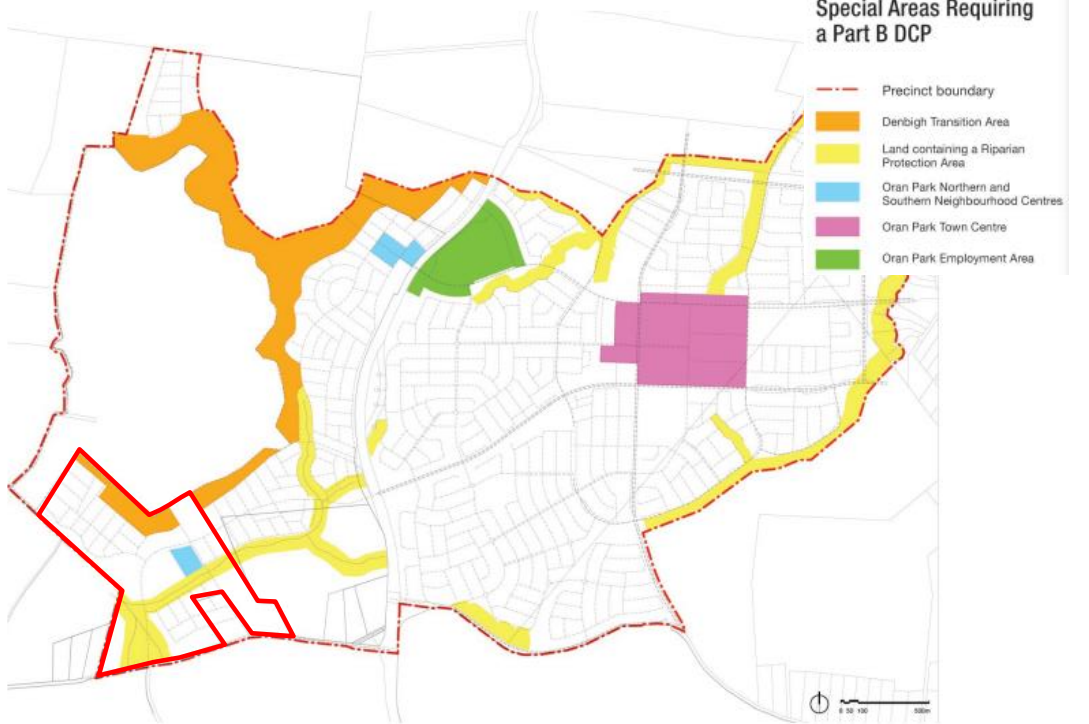 Special Areas Requiring
a Part B DCP
Precinct boundary
Denbigh Transition Area
Land containing a Riparian
Protection Area
Oran Park Northern and
Southern Neighbourhood Centres
Oran Park Town Centre
Oran Park Employment Area
0 50 100 500m